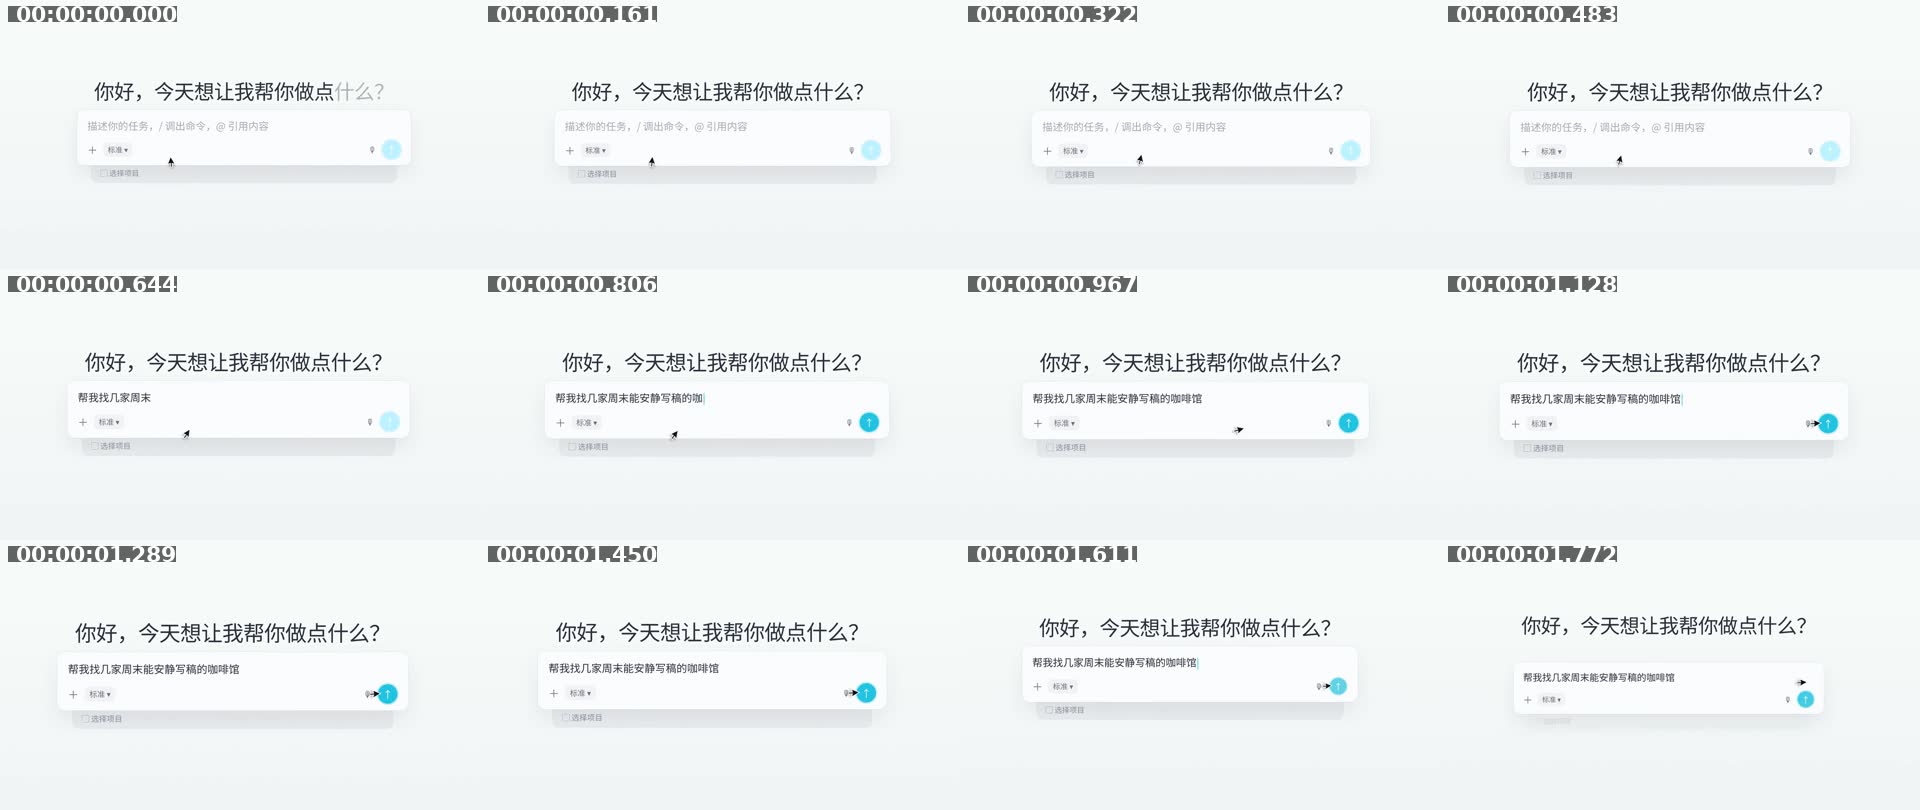 00:00:00.000
你好，今天想让我帮你做点什么？
描述你的任务，/ 调出命令，@ 引用内容
+ 标准 ▾
选择项目
00:00:00.161
你好，今天想让我帮你做点什么？
描述你的任务，/ 调出命令，@ 引用内容
+ 标准 ▾
选择项目
00:00:00.322
你好，今天想让我帮你做点什么？
描述你的任务，/ 调出命令，@ 引用内容
+ 标准 ▾
选择项目
00:00:00.483
你好，今天想让我帮你做点什么？
描述你的任务，/ 调出命令，@ 引用内容
+ 标准 ▾
选择项目
00:00:00.644
你好，今天想让我帮你做点什么？
帮我找几家周末
+ 标准 ▾
选择项目
00:00:00.806
你好，今天想让我帮你做点什么？
帮我找几家周末能安静写稿的咖
+ 标准 ▾
选择项目
00:00:00.967
你好，今天想让我帮你做点什么？
帮我找几家周末能安静写稿的咖啡馆
+ 标准 ▾
选择项目
00:00:01.128
你好，今天想让我帮你做点什么？
帮我找几家周末能安静写稿的咖啡馆
+ 标准 ▾
选择项目
00:00:01.289
你好，今天想让我帮你做点什么？
帮我找几家周末能安静写稿的咖啡馆
+ 标准 ▾
选择项目
00:00:01.450
你好，今天想让我帮你做点什么？
帮我找几家周末能安静写稿的咖啡馆
+ 标准 ▾
选择项目
00:00:01.611
你好，今天想让我帮你做点什么？
帮我找几家周末能安静写稿的咖啡馆
+ 标准 ▾
选择项目
00:00:01.772
你好，今天想让我帮你做点什么？
帮我找几家周末能安静写稿的咖啡馆
+ 标准 ▾